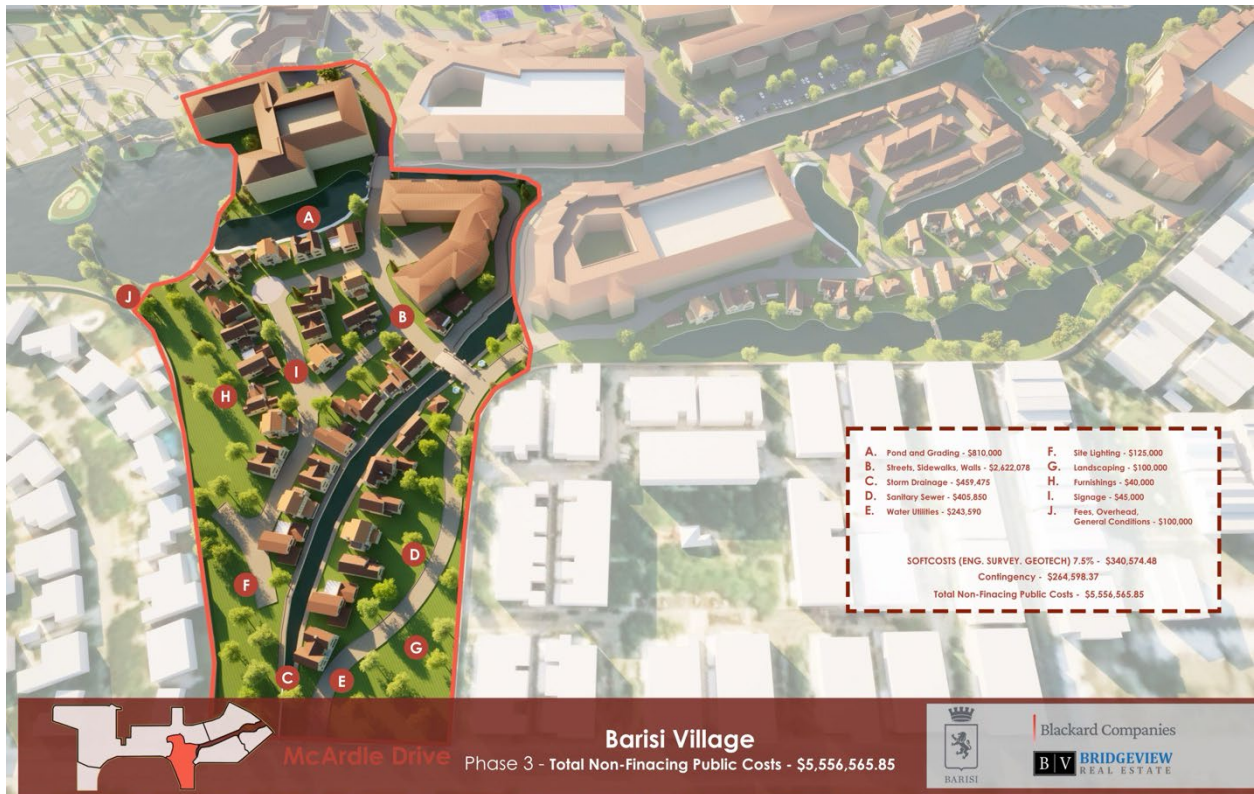 A
J
B
I
H
D
F
G
C
E
A. Pond and Grading - $810,000
B. Streets, Sidewalks, Walls - $2,622,078
C. Storm Drainage - $459,475
D. Sanitary Sewer - $405,850
E. Water Utilities - $243,590
F. Site Lighting - $125,000
G. Landscaping - $100,000
H. Furnishings - $40,000
I. Signage - $45,000
J. Fees, Overhead,
General Conditions - $100,000
SOFTCOSTS (ENG. SURVEY. GEOTECH) 7.5% - $340,574.48
Contingency - $264,598.37
Total Non-Finacing Public Costs - $5,556,565.85
McArdle Drive
Barisi Village
Phase 3 - Total Non-Finacing Public Costs - $5,556,565.85
BARISI
Blackard Companies
B V BRIDGEVIEW
REAL ESTATE